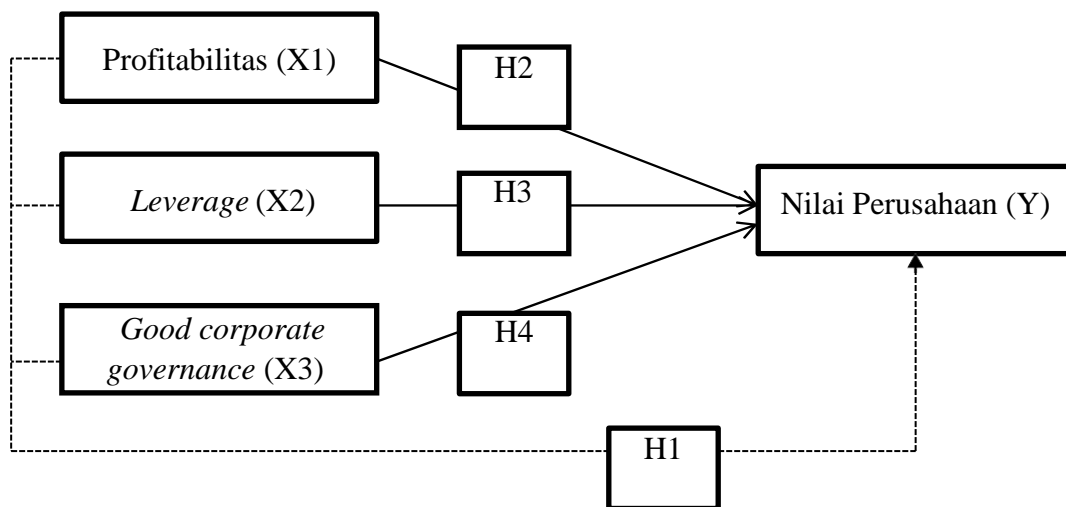 Profitabilitas (X1)
H2
Leverage (X2)
H3
Nilai Perusahaan (Y)
Good corporate
governance (X3)
H4
H1